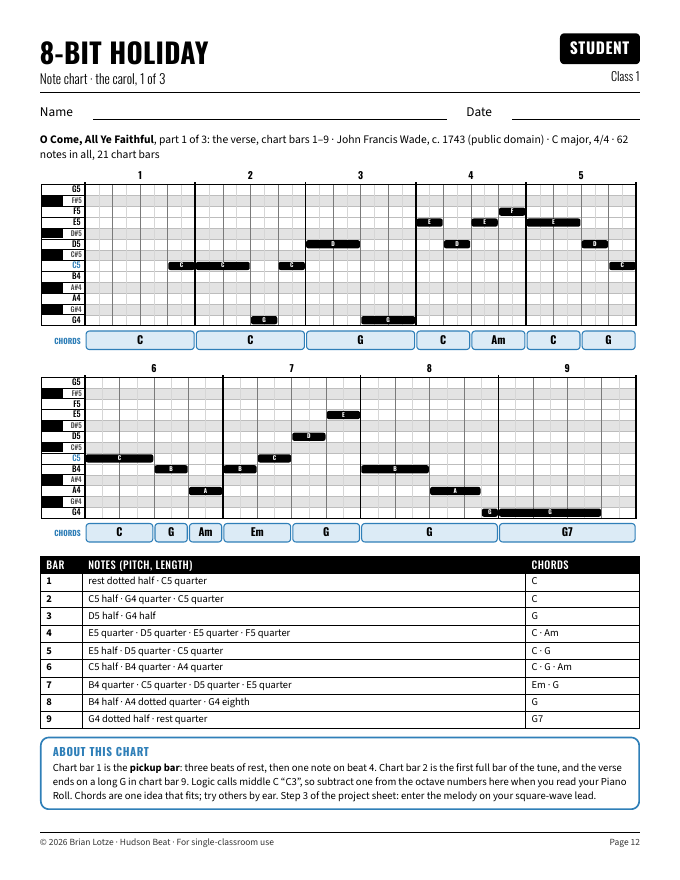 8-BIT HOLIDAY
STUDENT
Note chart · the carol, 1 of 3
Class 1
Name
Date
O Come, All Ye Faithful, part 1 of 3: the verse, chart bars 1–9 · John Francis Wade, c. 1743 (public domain) · C major, 4/4 · 62
notes in all, 21 chart bars
1 2 3 4 5
G5
F#5
F5 F
E5 E E E
D#5
D5 D D D
C#5
C5 C C C C
B4
A#4
A4
G#4
G4 G G
CHORDS C C G C Am C G
6 7 8 9
G5
F#5
F5
E5 E
D#5
D5 D
C#5
C5 C C
B4 B B B
A#4
A4 A A
G#4
G4 G G
CHORDS C G Am Em G G G7
BAR NOTES (PITCH, LENGTH) CHORDS
1 rest dotted half · C5 quarter C
2 C5 half · G4 quarter · C5 quarter C
3 D5 half · G4 half G
4 E5 quarter · D5 quarter · E5 quarter · F5 quarter C · Am
5 E5 half · D5 quarter · C5 quarter C · G
6 C5 half · B4 quarter · A4 quarter C · G · Am
7 B4 quarter · C5 quarter · D5 quarter · E5 quarter Em · G
8 B4 half · A4 dotted quarter · G4 eighth G
9 G4 dotted half · rest quarter G7
ABOUT THIS CHART
Chart bar 1 is the pickup bar: three beats of rest, then one note on beat 4. Chart bar 2 is the first full bar of the tune, and the verse
ends on a long G in chart bar 9. Logic calls middle C “C3”, so subtract one from the octave numbers here when you read your Piano
Roll. Chords are one idea that fits; try others by ear. Step 3 of the project sheet: enter the melody on your square-wave lead.
© 2026 Brian Lotze · Hudson Beat · For single-classroom use
Page 12